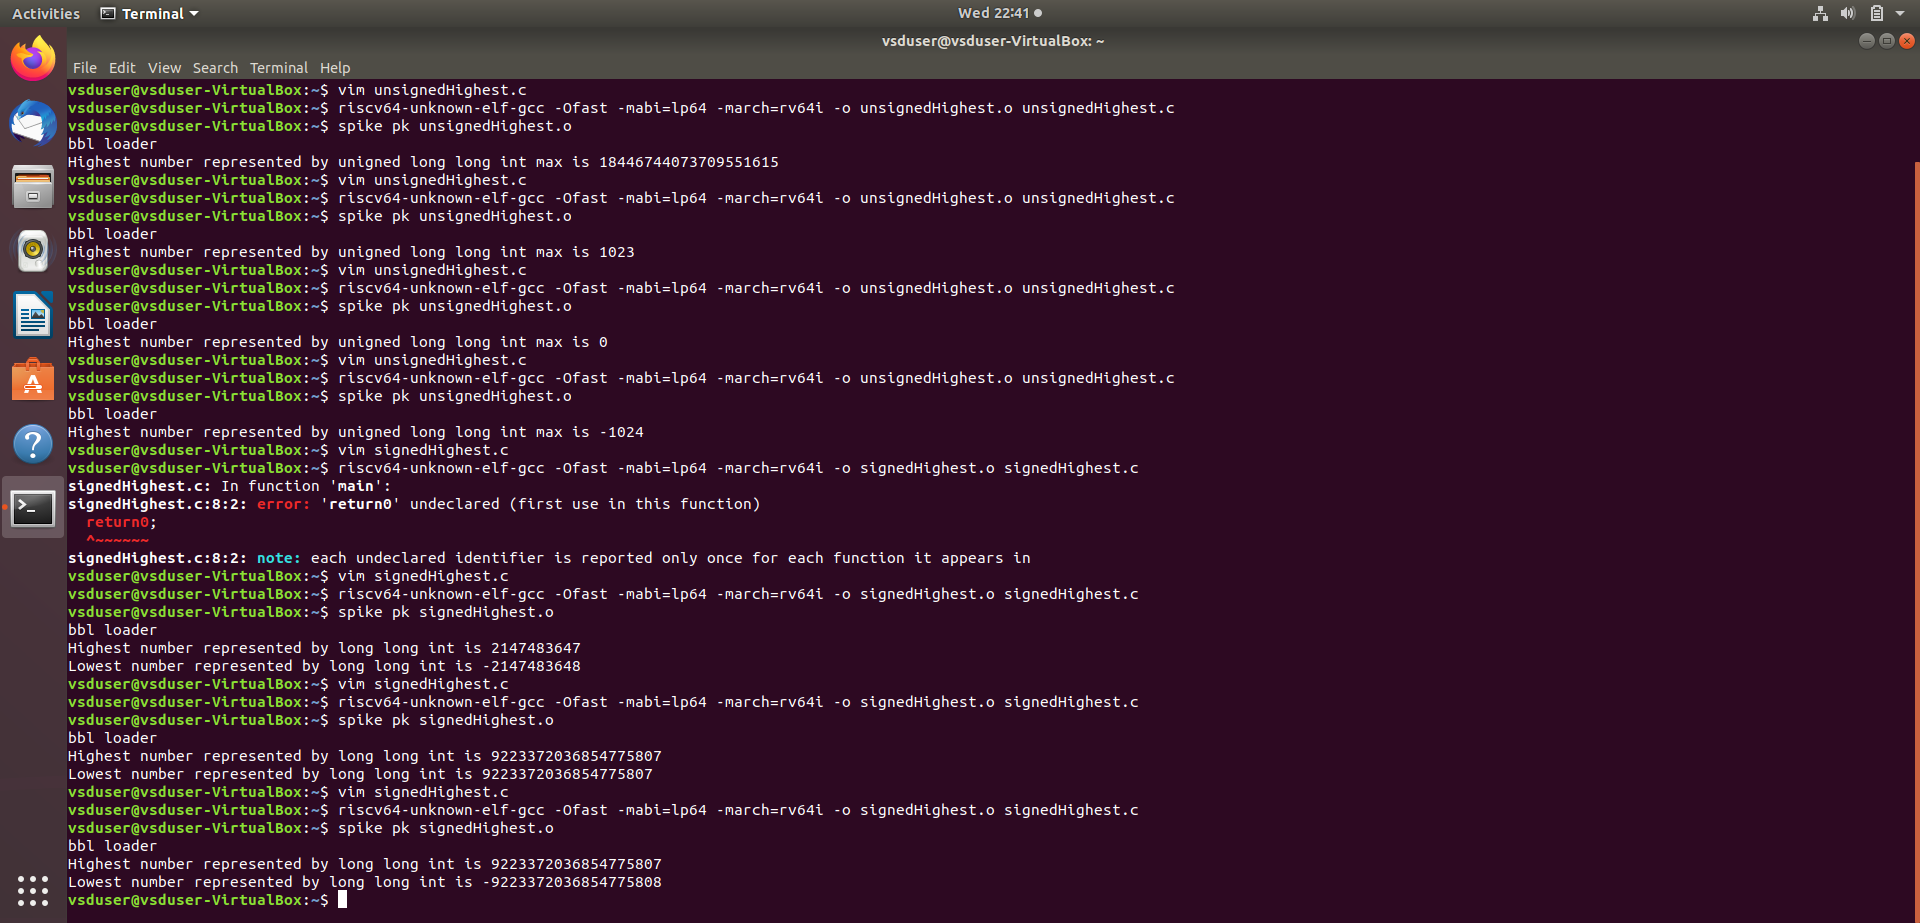 Activities Terminal Wed 22:41
vsduser@vsduser-VirtualBox: ~
File Edit View Search Terminal Help
vsduser@vsduser-VirtualBox:~$ vim unsignedHighest.c
vsduser@vsduser-VirtualBox:~$ riscv64-unknown-elf-gcc -Ofast -mabi=lp64 -march=rv64i -o unsignedHighest.o unsignedHighest.c
vsduser@vsduser-VirtualBox:~$ spike pk unsignedHighest.o
bbl loader
Highest number represented by unigned long long int max is 18446744073709551615
vsduser@vsduser-VirtualBox:~$ vim unsignedHighest.c
vsduser@vsduser-VirtualBox:~$ riscv64-unknown-elf-gcc -Ofast -mabi=lp64 -march=rv64i -o unsignedHighest.o unsignedHighest.c
vsduser@vsduser-VirtualBox:~$ spike pk unsignedHighest.o
bbl loader
Highest number represented by unigned long long int max is 1023
vsduser@vsduser-VirtualBox:~$ vim unsignedHighest.c
vsduser@vsduser-VirtualBox:~$ riscv64-unknown-elf-gcc -Ofast -mabi=lp64 -march=rv64i -o unsignedHighest.o unsignedHighest.c
vsduser@vsduser-VirtualBox:~$ spike pk unsignedHighest.o
bbl loader
Highest number represented by unigned long long int max is 0
vsduser@vsduser-VirtualBox:~$ vim unsignedHighest.c
vsduser@vsduser-VirtualBox:~$ riscv64-unknown-elf-gcc -Ofast -mabi=lp64 -march=rv64i -o unsignedHighest.o unsignedHighest.c
vsduser@vsduser-VirtualBox:~$ spike pk unsignedHighest.o
bbl loader
Highest number represented by unigned long long int max is -1024
vsduser@vsduser-VirtualBox:~$ vim signedHighest.c
vsduser@vsduser-VirtualBox:~$ riscv64-unknown-elf-gcc -Ofast -mabi=lp64 -march=rv64i -o signedHighest.o signedHighest.c
signedHighest.c: In function 'main':
signedHighest.c:8:2: error: 'return0' undeclared (first use in this function)
  return0;
  ^~~~~~~
signedHighest.c:8:2: note: each undeclared identifier is reported only once for each function it appears in
vsduser@vsduser-VirtualBox:~$ vim signedHighest.c
vsduser@vsduser-VirtualBox:~$ riscv64-unknown-elf-gcc -Ofast -mabi=lp64 -march=rv64i -o signedHighest.o signedHighest.c
vsduser@vsduser-VirtualBox:~$ spike pk signedHighest.o
bbl loader
Highest number represented by long long int is 2147483647
Lowest number represented by long long int is -2147483648
vsduser@vsduser-VirtualBox:~$ vim signedHighest.c
vsduser@vsduser-VirtualBox:~$ riscv64-unknown-elf-gcc -Ofast -mabi=lp64 -march=rv64i -o signedHighest.o signedHighest.c
vsduser@vsduser-VirtualBox:~$ spike pk signedHighest.o
bbl loader
Highest number represented by long long int is 9223372036854775807
Lowest number represented by long long int is 9223372036854775807
vsduser@vsduser-VirtualBox:~$ vim signedHighest.c
vsduser@vsduser-VirtualBox:~$ riscv64-unknown-elf-gcc -Ofast -mabi=lp64 -march=rv64i -o signedHighest.o signedHighest.c
vsduser@vsduser-VirtualBox:~$ spike pk signedHighest.o
bbl loader
Highest number represented by long long int is 9223372036854775807
Lowest number represented by long long int is -9223372036854775808
vsduser@vsduser-VirtualBox:~$